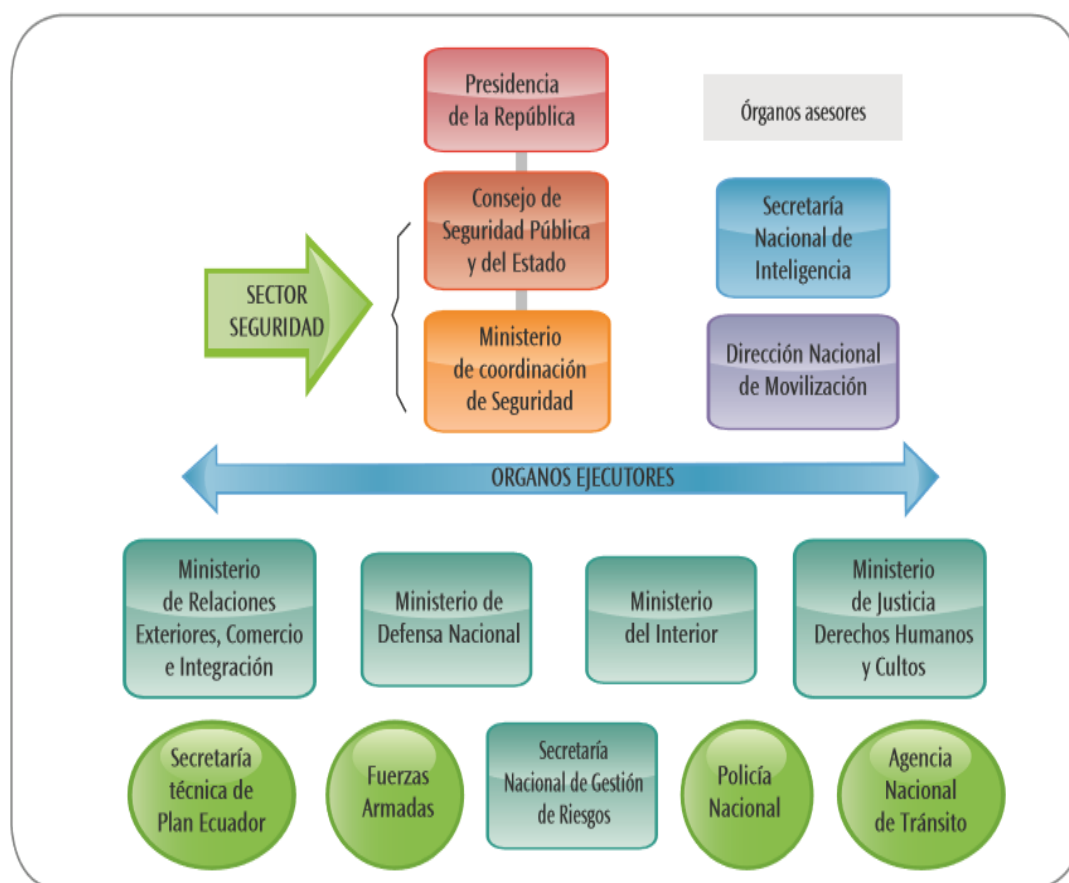 Presidencia
de la República
Órganos asesores
Consejo de
Seguridad Pública
y del Estado
Secretaría
Nacional de
Inteligencia
SECTOR
SEGURIDAD
Ministerio
de coordinación
de Seguridad
Dirección Nacional
de Movilización
ORGANOS EJECUTORES
Ministerio
de Relaciones
Exteriores, Comercio
e Integración
Ministerio de
Defensa Nacional
Ministerio
del Interior
Ministerio
de Justicia
Derechos Humanos
y Cultos
Secretaría
técnica de
Plan Ecuador
Fuerzas
Armadas
Secretaría
Nacional de Gestión
de Riesgos
Policía
Nacional
Agencia
Nacional
de Tránsito